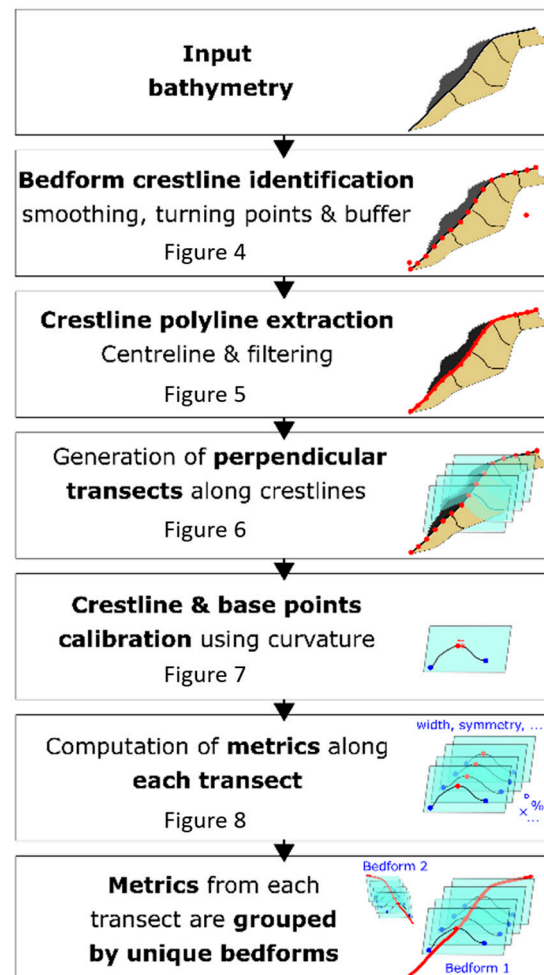 Input
bathymetry
Bedform crestline identification
smoothing, turning points & buffer
Figure 4
Crestline polyline extraction
Centreline & filtering
Figure 5
Generation of perpendicular
transects along crestlines
Figure 6
Crestline & base points
calibration using curvature
Figure 7
width, symmetry, ...
Computation of metrics along
each transect
Figure 8
° %
× ...
Bedform 2
Metrics from each
transect are grouped
by unique bedforms
Bedform 1